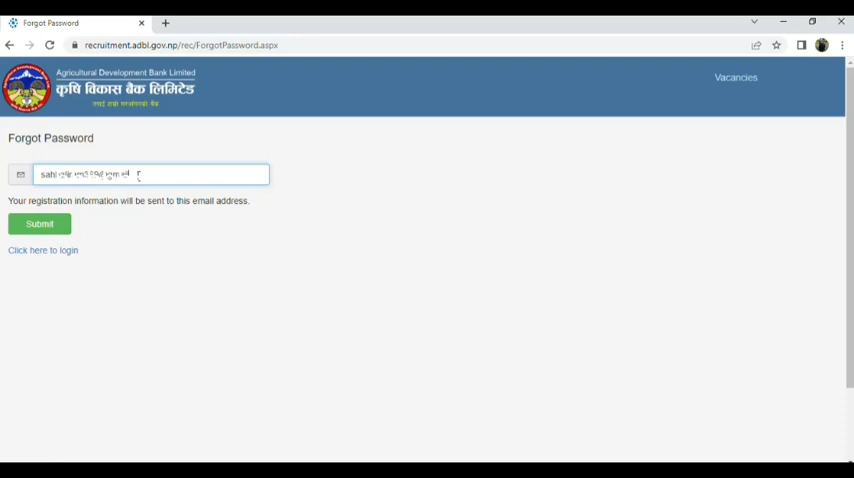 Forgot Password
recruitment.adbl.gov.np/rec/ForgotPassword.aspx
Agricultural Development Bank Limited
कृषि विकास बैंक लिमिटेड
Vacancies
Forgot Password
Your registration information will be sent to this email address.
Submit
Click here to login